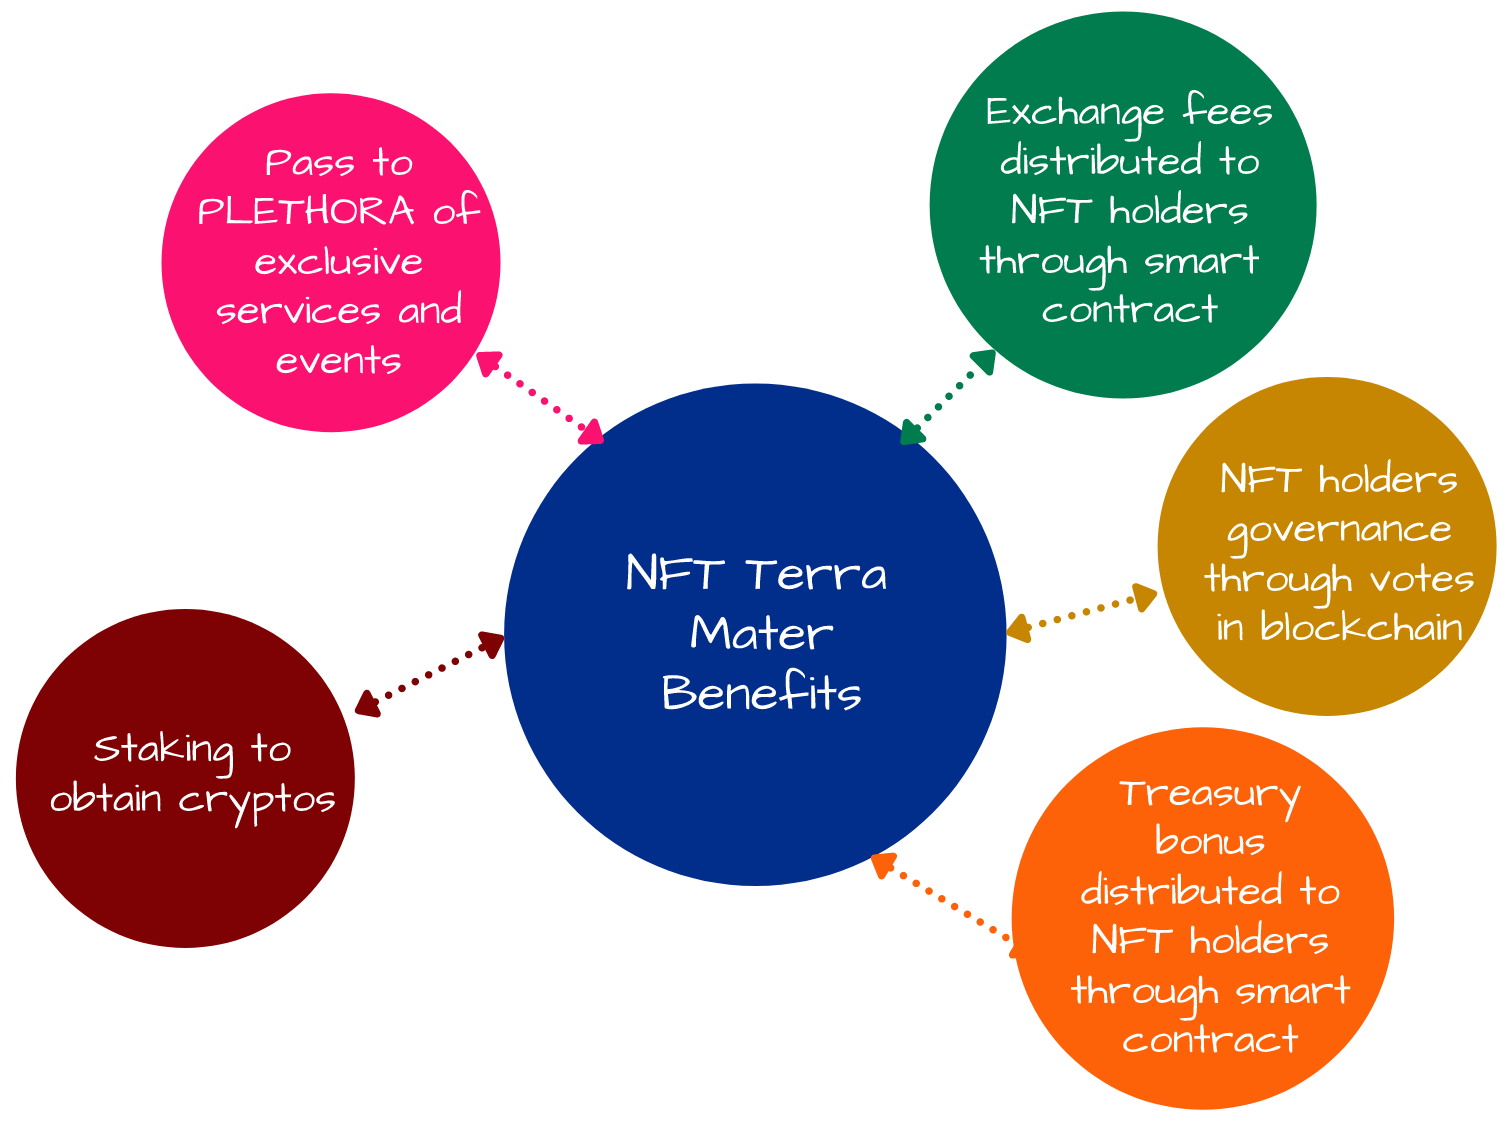 Pass to
PLETHORA of
exclusive
services and
events
Exchange fees
distributed to
NFT holders
through smart
contract
NFT holders
governance
through votes
in blockchain
NFT Terra
Mater
Benefits
Staking to
obtain cryptos
Treasury
bonus
distributed to
NFT holders
through smart
contract